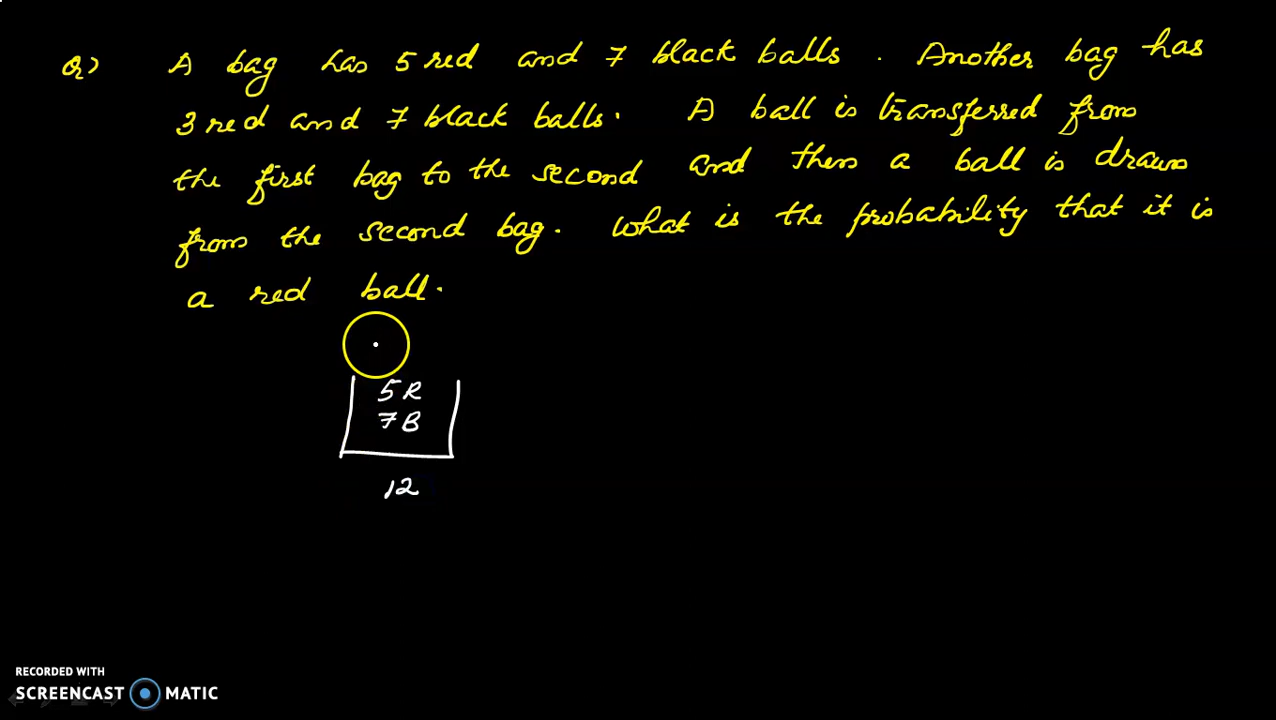 Q) A bag has 5 red and 7 black balls. Another bag has
3 red and 7 black balls. A ball is transferred from
the first bag to the second and then a ball is drawn
from the second bag. What is the probability that it is
a red ball.
5 R
7 B
12
RECORDED WITH
SCREENCAST MATIC